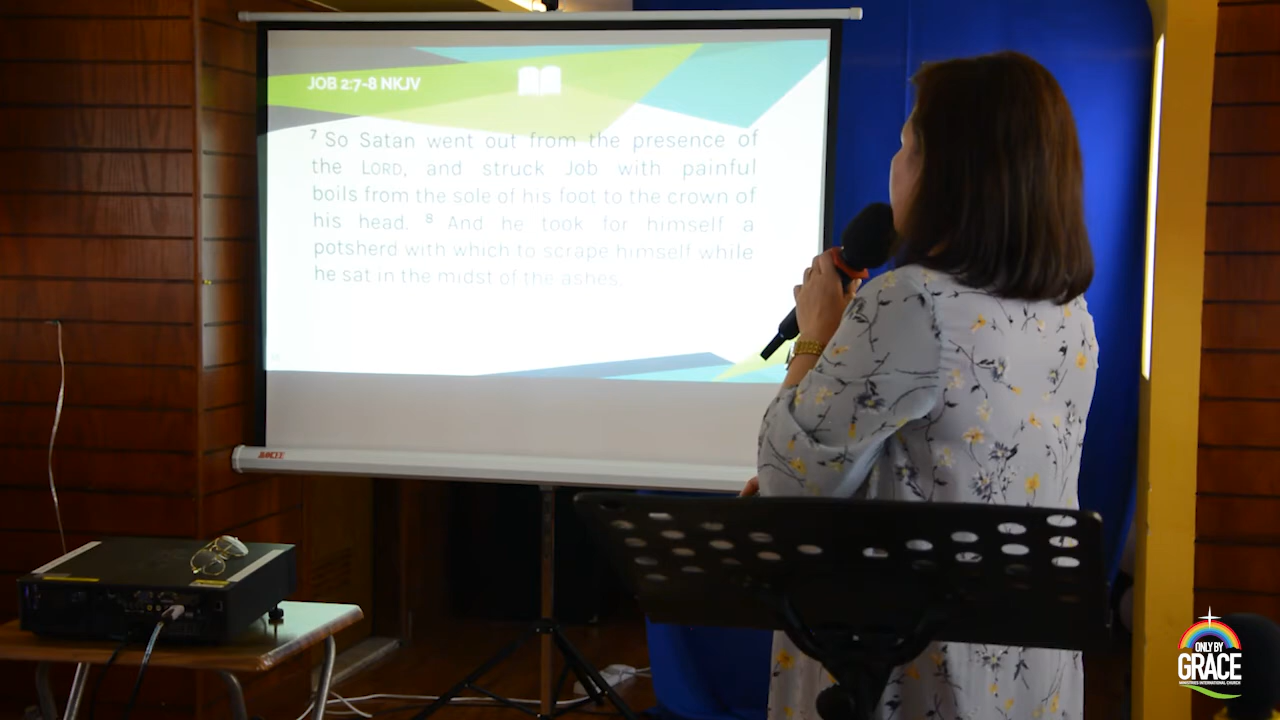 JOB 2:7-8 NKJV
7 So Satan went out from the presence of
the LORD, and struck Job with painful
boils from the sole of his foot to the crown of
his head. 8 And he took for himself a
potsherd with which to scrape himself while
he sat in the midst of the ashes.
ONLY BY
GRACE
MINISTRIES INTERNATIONAL CHURCH